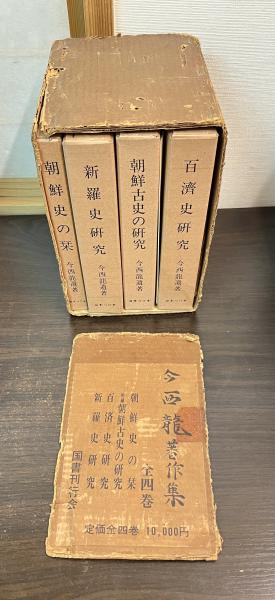 朝鮮史の栞
今西龍遺著
新羅史研究
今西龍遺著
朝鮮古史の研究
今西龍遺著
百済史研究
今西龍遺著
今西龍著作集
全四巻
朝鮮史の栞
朝鮮古史の研究
百済史研究
新羅史研究
国書刊行会
定価全四巻 10,000円